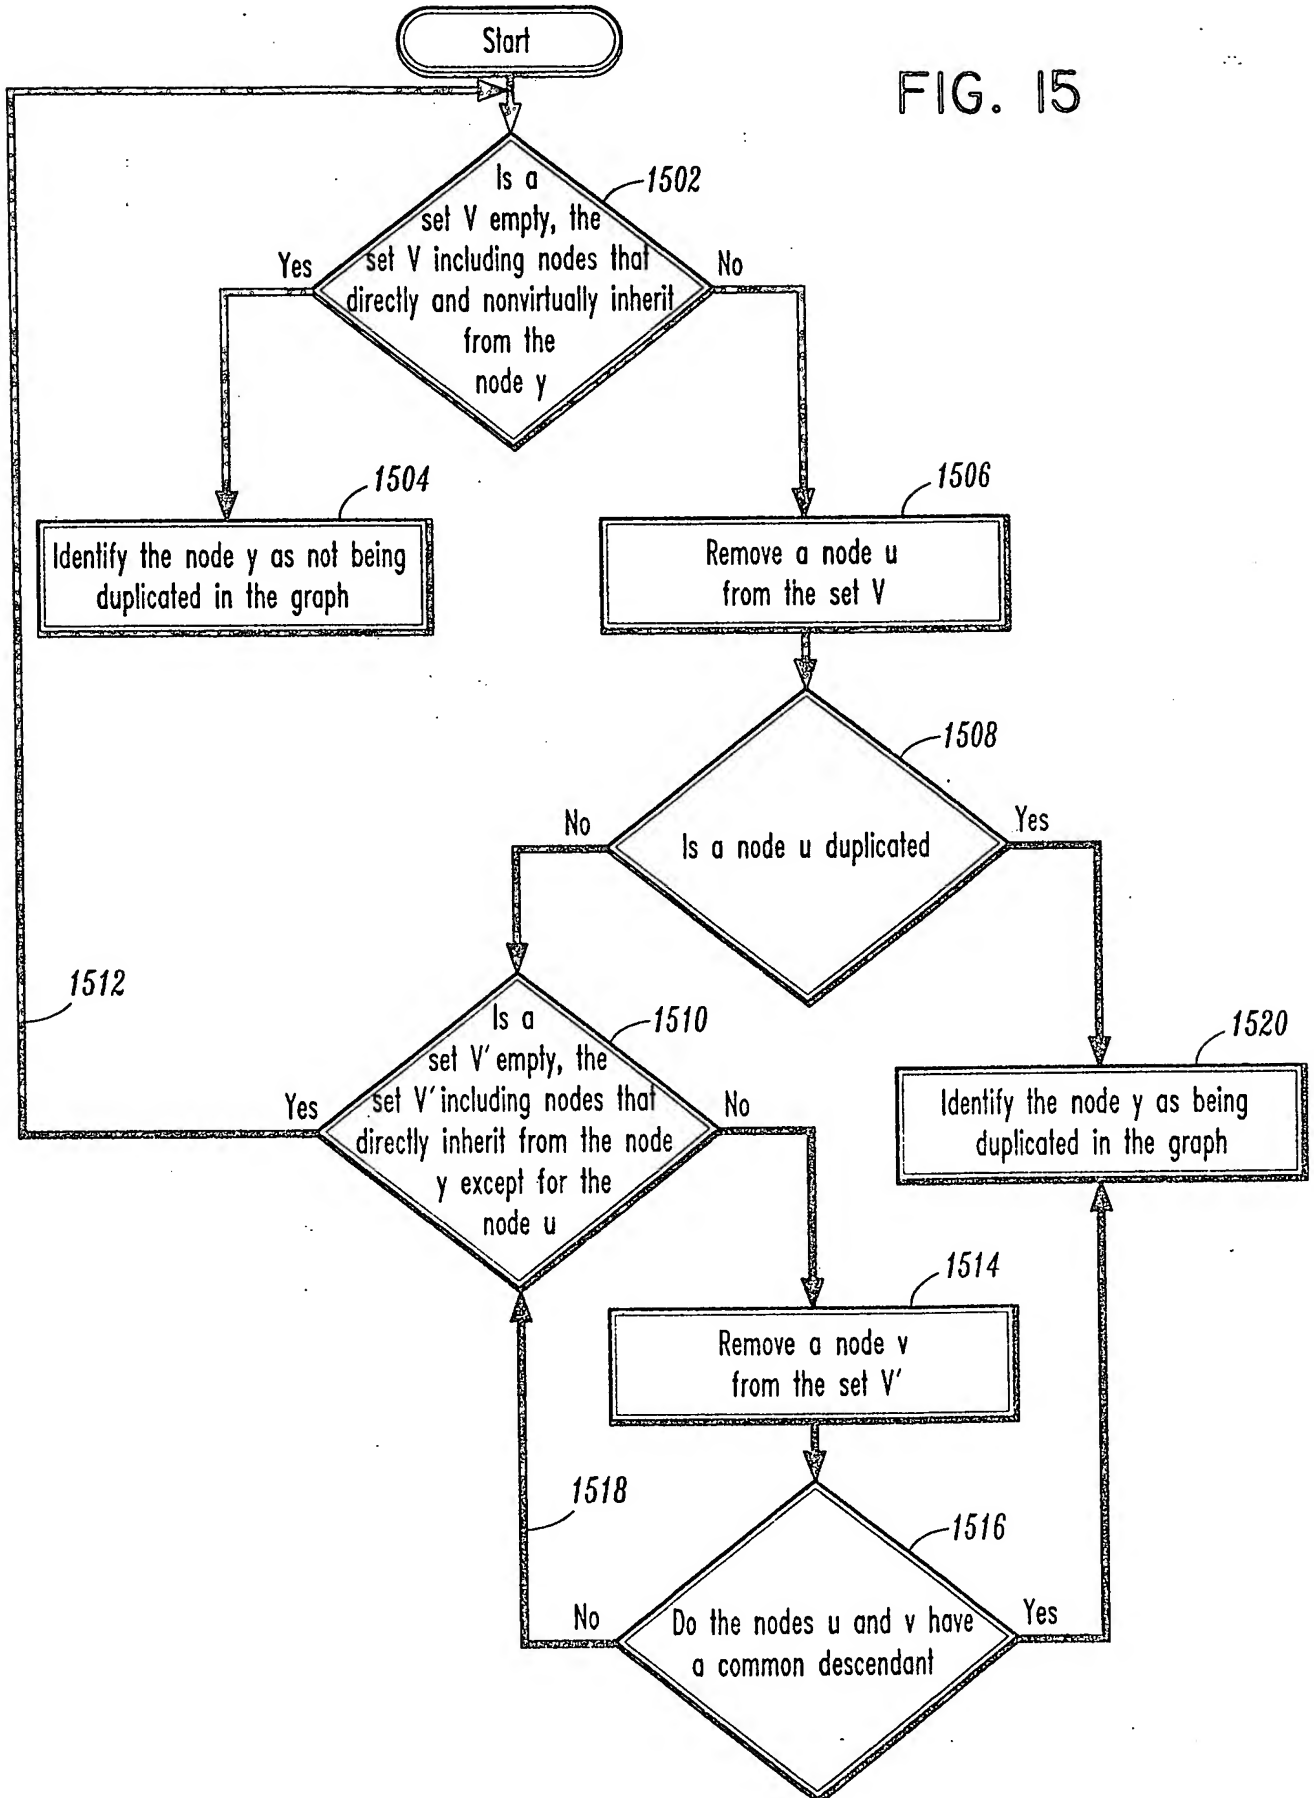 Start
FIG. 15
Is a
set V empty, the
set V including nodes that
directly and nonvirtually inherit
from the
node y
1502
Yes
No
1504
Identify the node y as not being
duplicated in the graph
1506
Remove a node u
from the set V
1508
Is a node u duplicated
No
Yes
1512
Is a
set V' empty, the
set V' including nodes that
directly inherit from the node
y except for the
node u
1510
Yes
No
1520
Identify the node y as being
duplicated in the graph
1514
Remove a node v
from the set V'
1518
1516
Do the nodes u and v have
a common descendant
No
Yes